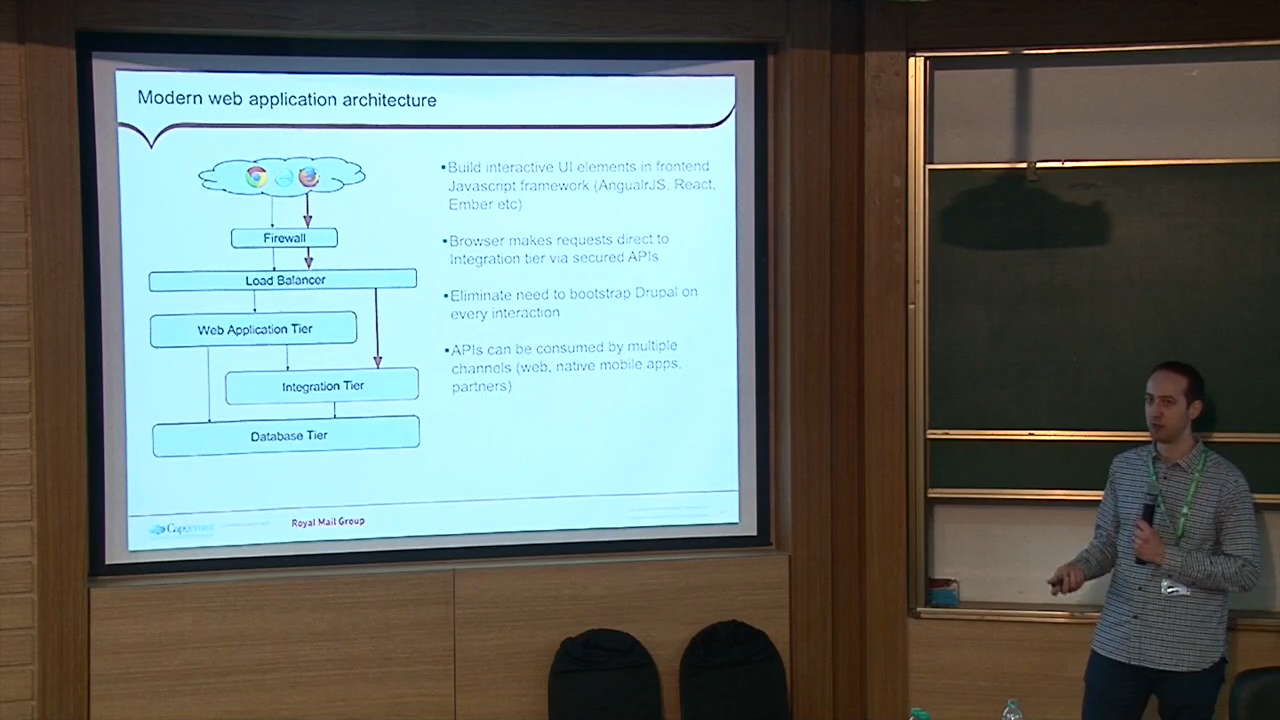 Modern web application architecture
Firewall
Load Balancer
Web Application Tier
Integration Tier
Database Tier
▪Build interactive UI elements in frontend
Javascript framework (AngualrJS, React,
Ember etc)
▪Browser makes requests direct to
Integration tier via secured APIs
▪Eliminate need to bootstrap Drupal on
every interaction
▪APIs can be consumed by multiple
channels (web, native mobile apps,
partners)
Capgemini
Royal Mail Group